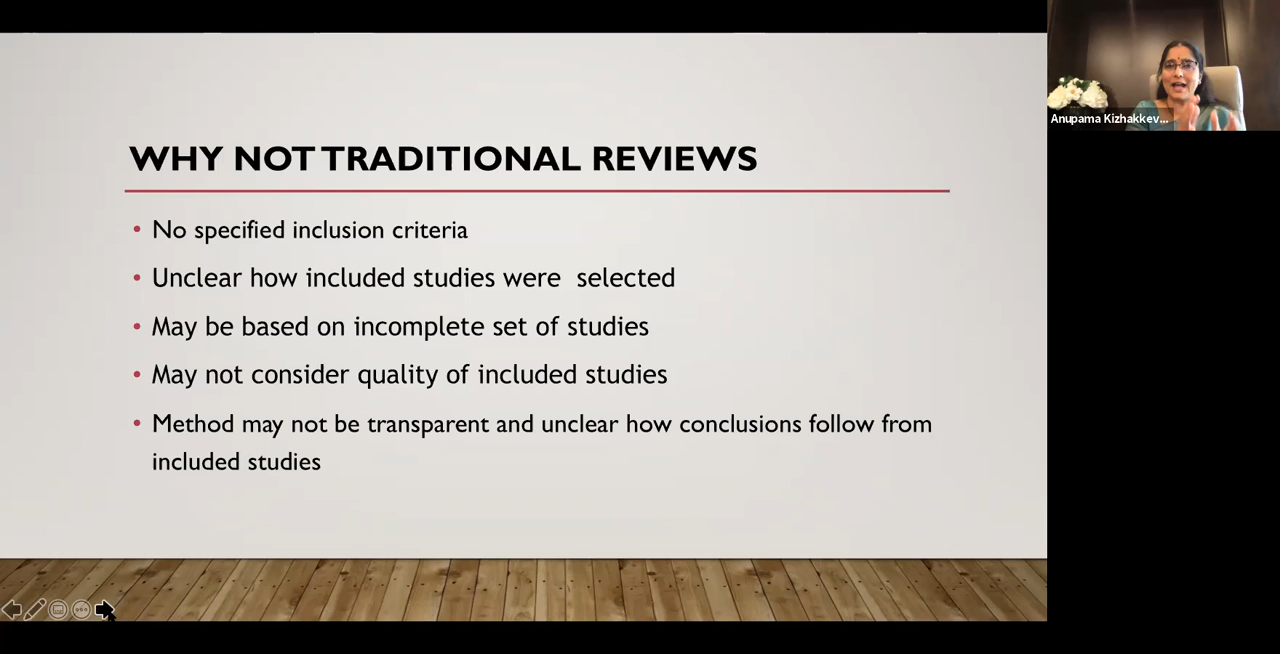 WHY NOT TRADITIONAL REVIEWS
• No specified inclusion criteria
• Unclear how included studies were  selected
• May be based on incomplete set of studies
• May not consider quality of included studies
• Method may not be transparent and unclear how conclusions follow from
included studies
Anupama Kizhakkev...